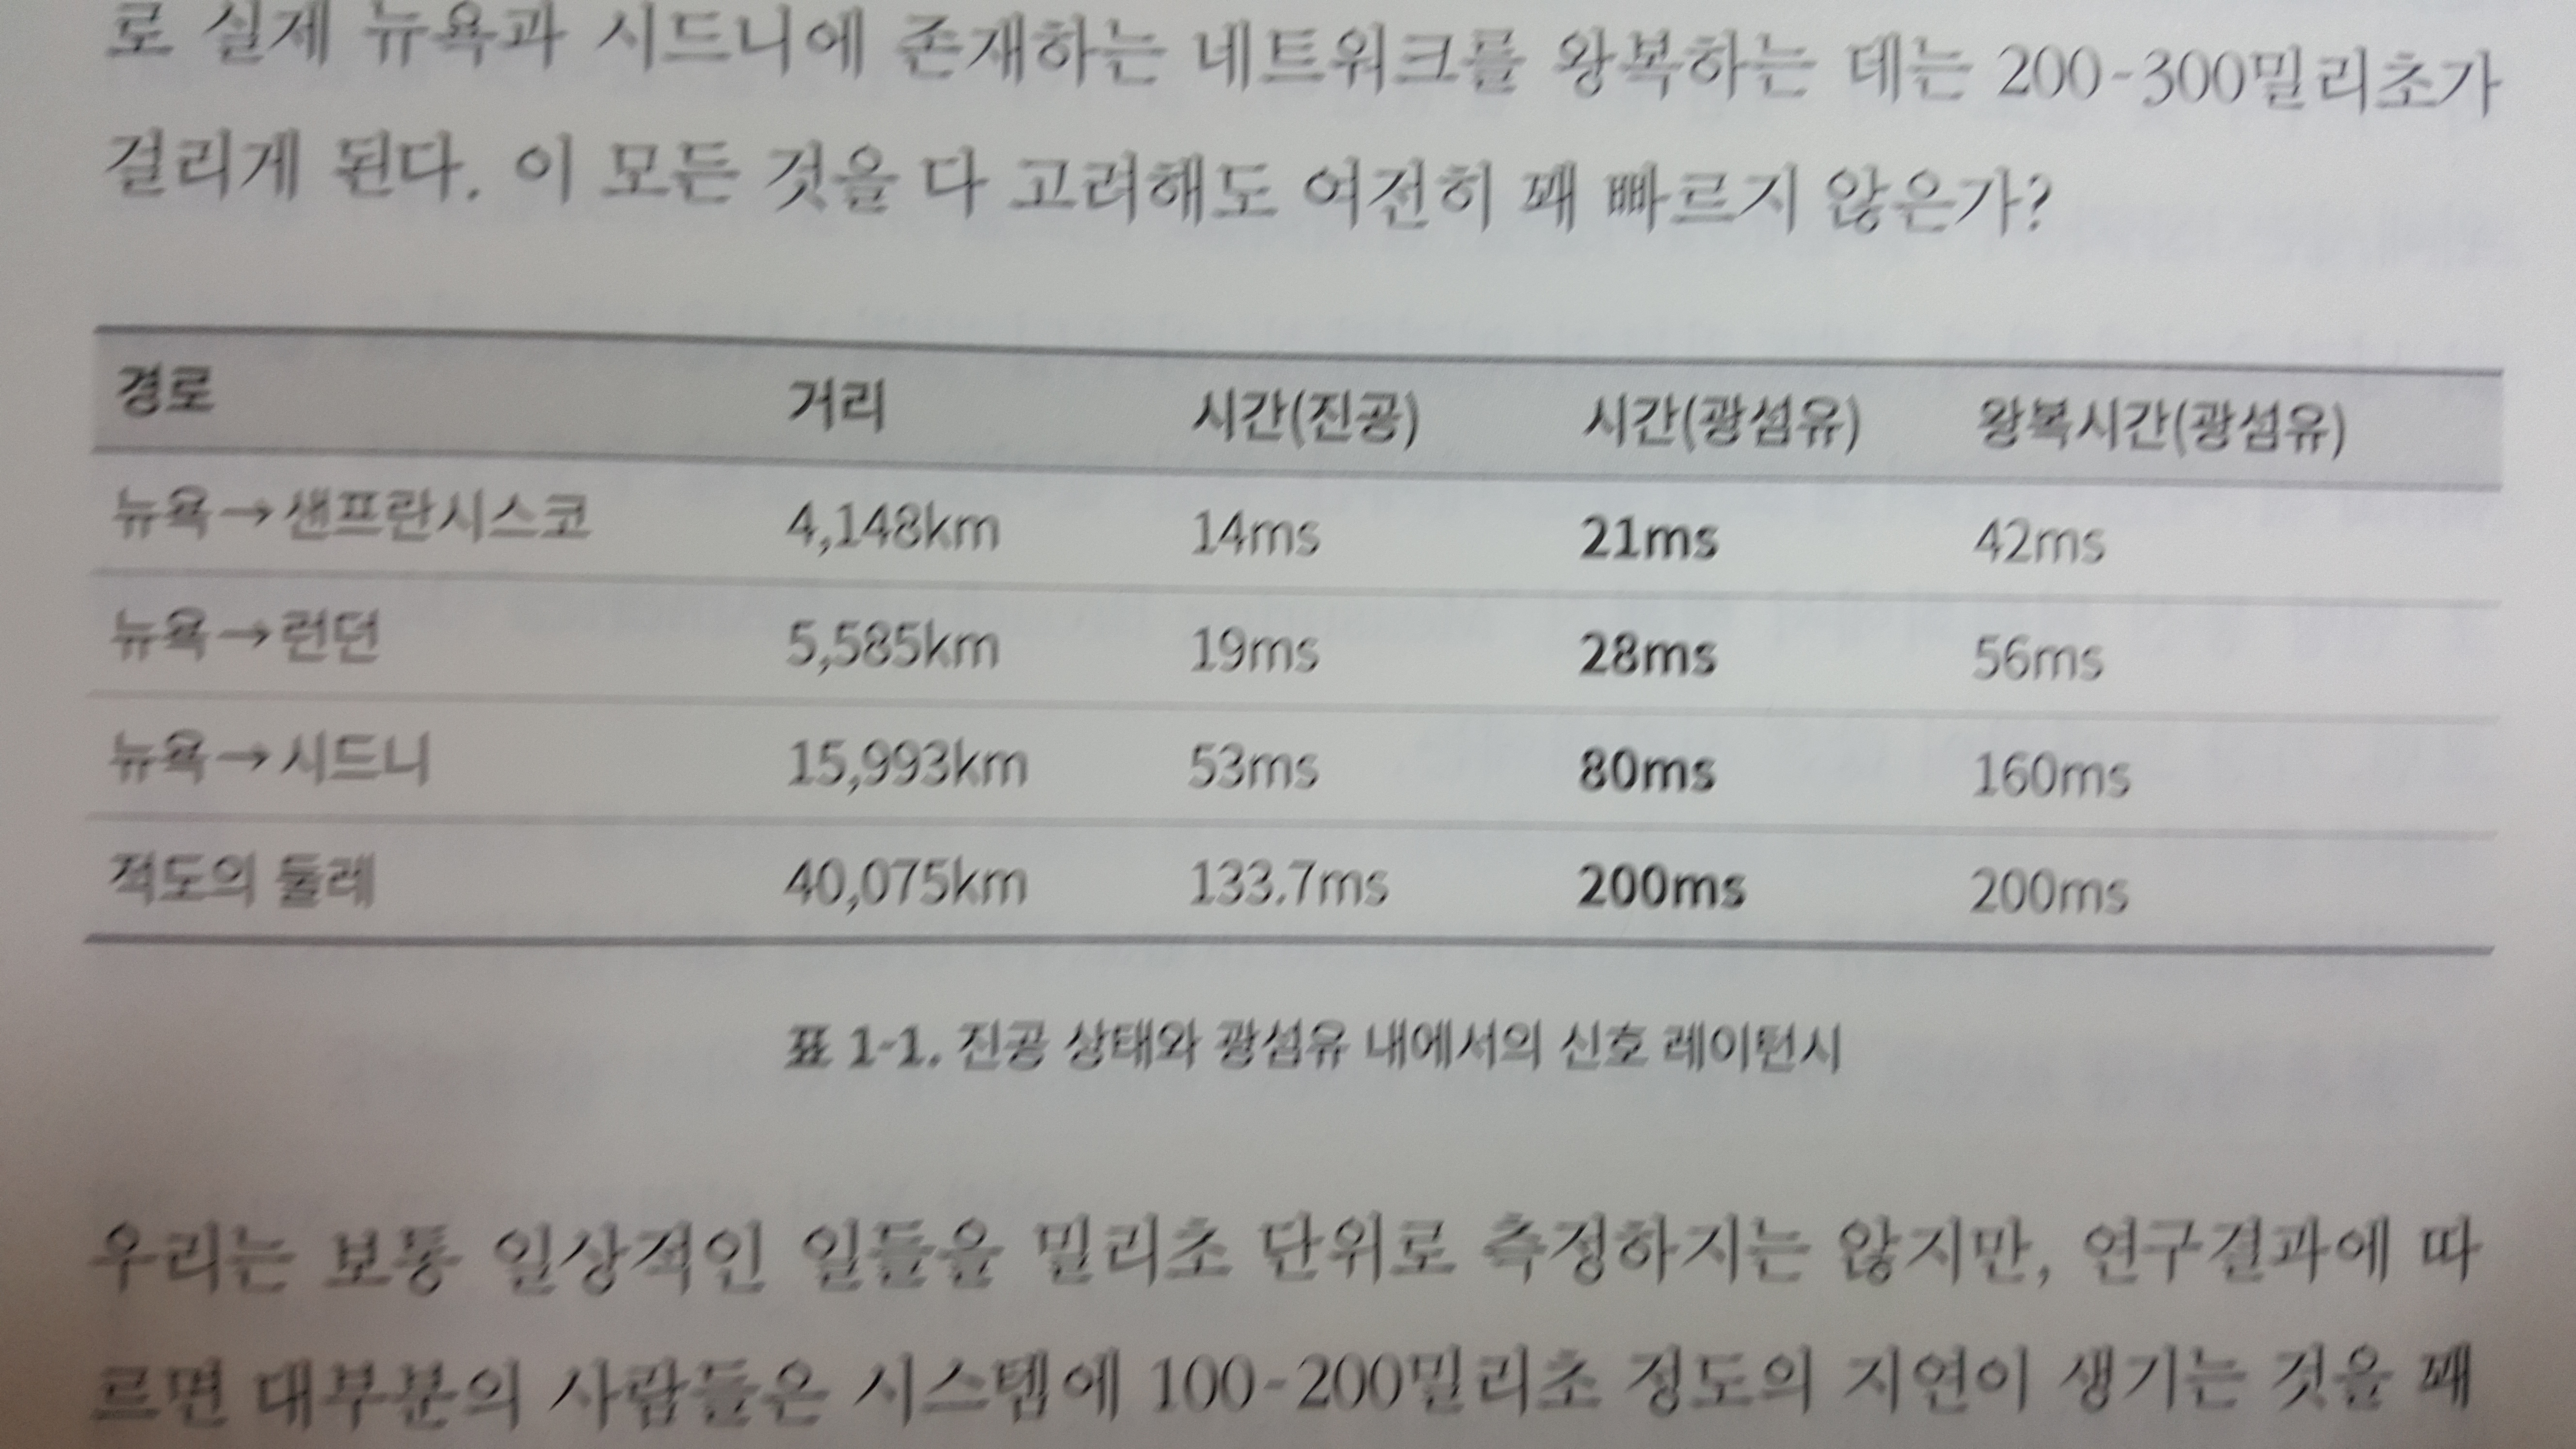 로 실제 뉴욕과 시드니에 존재하는 네트워크를 왕복하는 데는 200-300밀리초가
걸리게 된다. 이 모든 것을 다 고려해도 여전히 꽤 빠르지 않은가?
경로 거리 시간(진공) 시간(광섬유) 왕복시간(광섬유)
뉴욕→샌프란시스코 4,148km 14ms 21ms 42ms
뉴욕→런던 5,585km 19ms 28ms 56ms
뉴욕→시드니 15,993km 53ms 80ms 160ms
적도의 둘레 40,075km 133.7ms 200ms 200ms
표 1-1. 진공 상태와 광섬유 내에서의 신호 레이턴시
우리는 보통 일상적인 일들을 밀리초 단위로 측정하지는 않지만, 연구결과에 따
르면 대부분의 사람들은 시스템에 100-200밀리초 정도의 지연이 생기는 것을 꽤